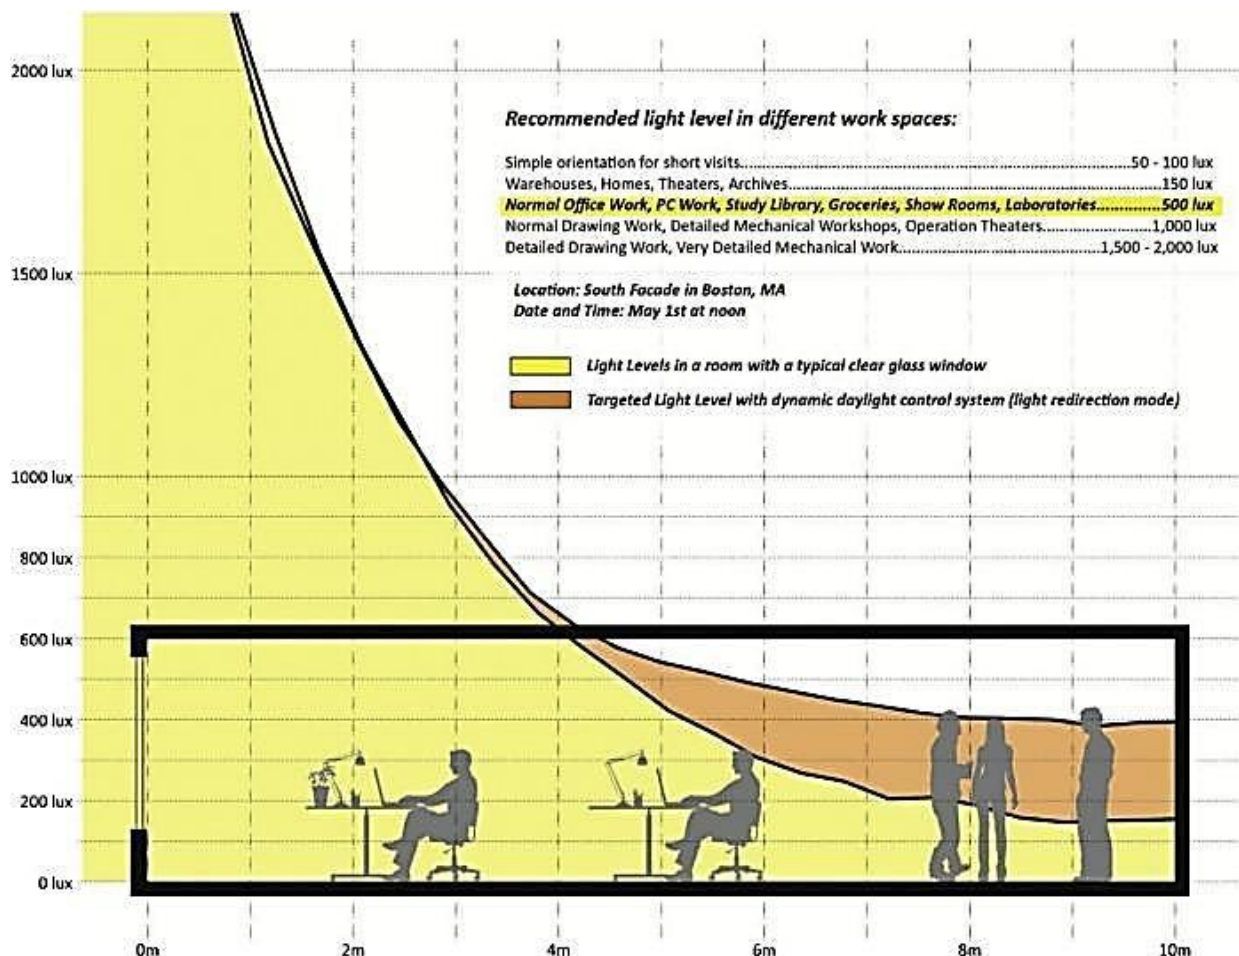 2000 lux
Recommended light level in different work spaces:
Simple orientation for short visits..........50 - 100 lux
Warehouses, Homes, Theaters, Archives..........150 lux
Normal Office Work, PC Work, Study Library, Groceries, Show Rooms, Laboratories..........500 lux
Normal Drawing Work, Detailed Mechanical Workshops, Operation Theaters..........1,000 lux
Detailed Drawing Work, Very Detailed Mechanical Work..........1,500 - 2,000 lux
1500 lux
Location: South Facade in Boston, MA
Date and Time: May 1st at noon
Light Levels in a room with a typical clear glass window
Targeted Light Level with dynamic daylight control system (light redirection mode)
1000 lux
800 lux
600 lux
400 lux
200 lux
0 lux
0m 2m 4m 6m 8m 10m